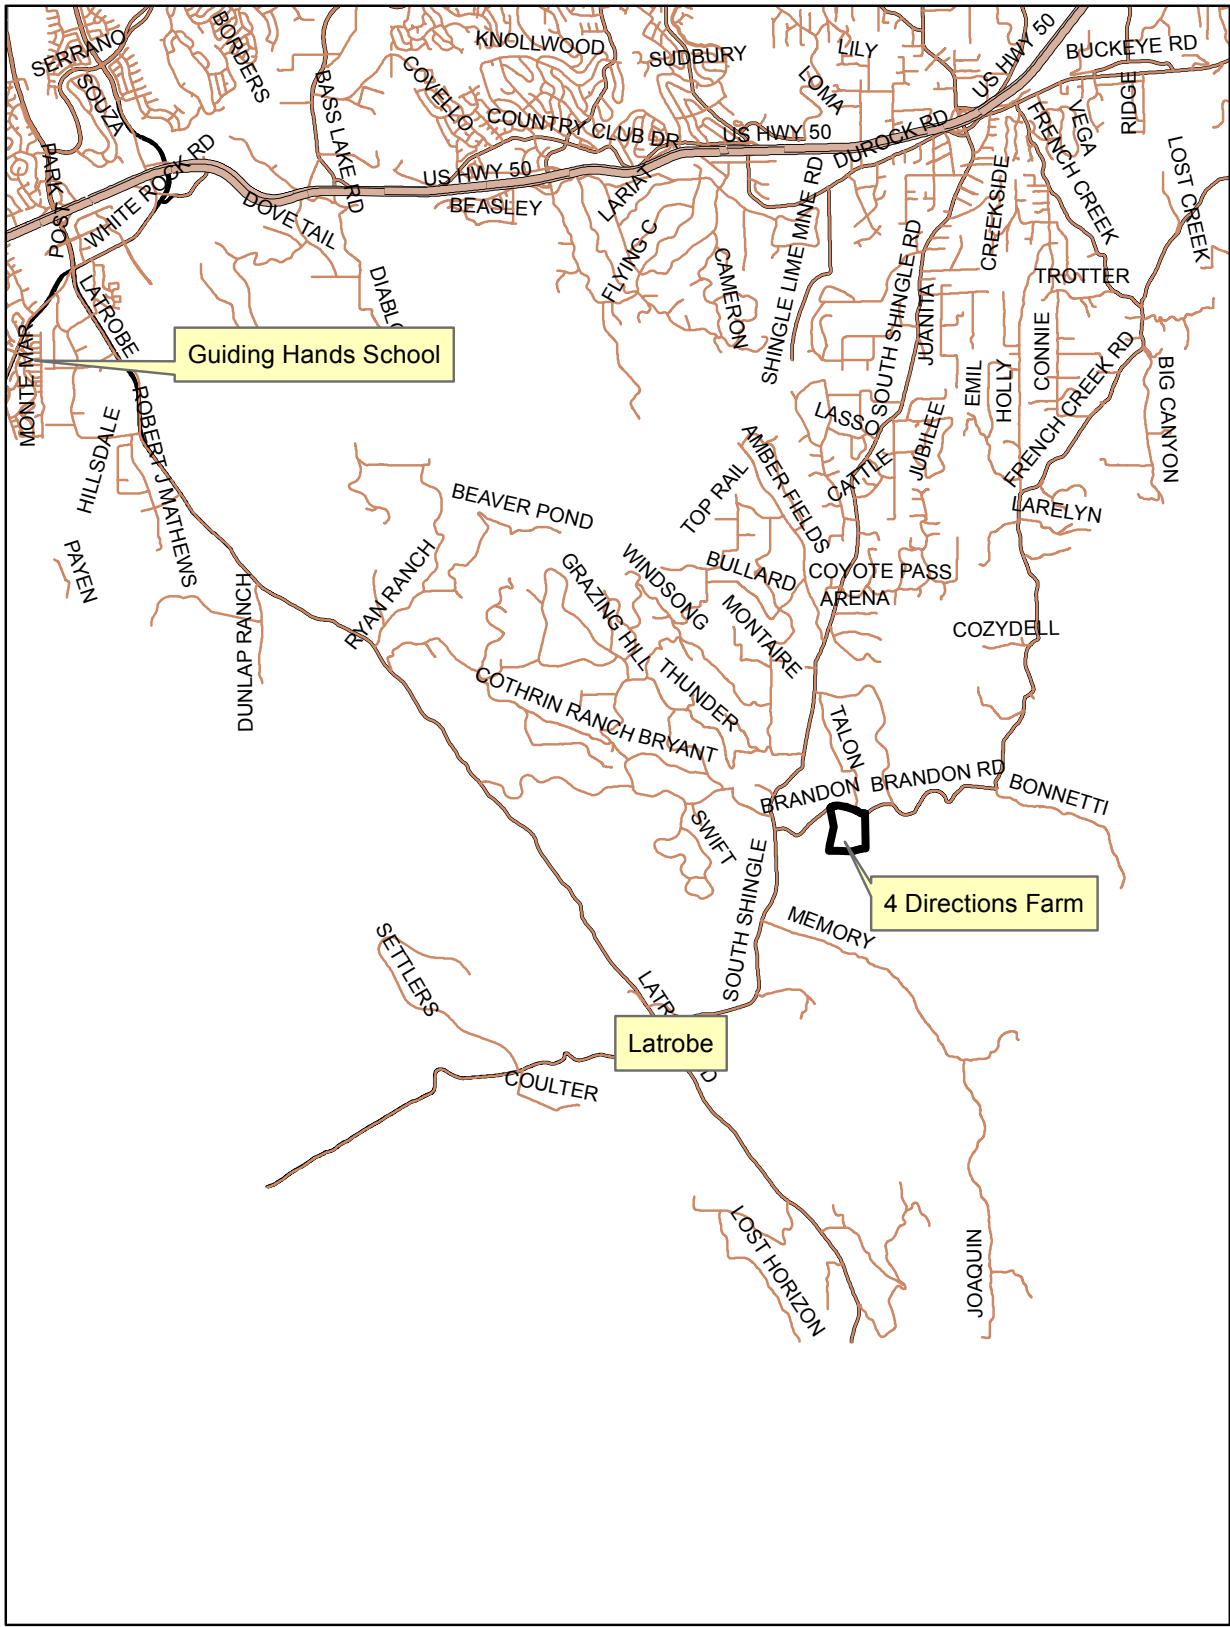 SERRANO
SOUZA
BORDERS
BASS LAKE RD
COVELLO
KNOLLWOOD
SUDBURY
LILY
LOMA
US HWY 50
BUCKEYE RD
RIDGE
VEGA
FRENCH CREEK
LOST CREEK
COUNTRY CLUB DR
US HWY 50
DUROCK RD
PARK
POST
WHITE ROCK RD
DOVE TAIL
US HWY 50
BEASLEY
LARIAT
FLYING C
CAMERON
SHINGLE LIME MINE RD
SOUTH SHINGLE RD
CREEKSIDE
TROTTER
LATROBE
DIABLO
JUANITA
EMIL
HOLLY
CONNIE
FRENCH CREEK RD
BIG CANYON
MONTE MAR
Guiding Hands School
HILLSDALE
ROBERT J MATHEWS
LASSO
JUBILEE
CATTLE
AMBER FIELDS
TOP RAIL
BEAVER POND
LARELYN
PAYEN
DUNLAP RANCH
RYAN RANCH
GRAZING HILL
WINDSONG
BULLARD
MONTAIRE
COYOTE PASS
ARENA
COZYDELL
COTHRIN RANCH
THUNDER
BRYANT
TALON
BRANDON
BRANDON RD
BONNETTI
SWIFT
SOUTH SHINGLE
4 Directions Farm
MEMORY
SETTLERS
LATR
D
Latrobe
COULTER
LOST HORIZON
JOAQUIN